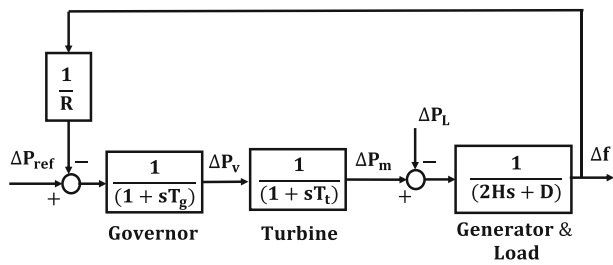 1
R
ΔP_L
ΔP_ref
−
+
1
(1 + sT_g)
Governor
ΔP_v
1
(1 + sT_t)
Turbine
ΔP_m
−
+
1
(2Hs + D)
Generator &
Load
Δf